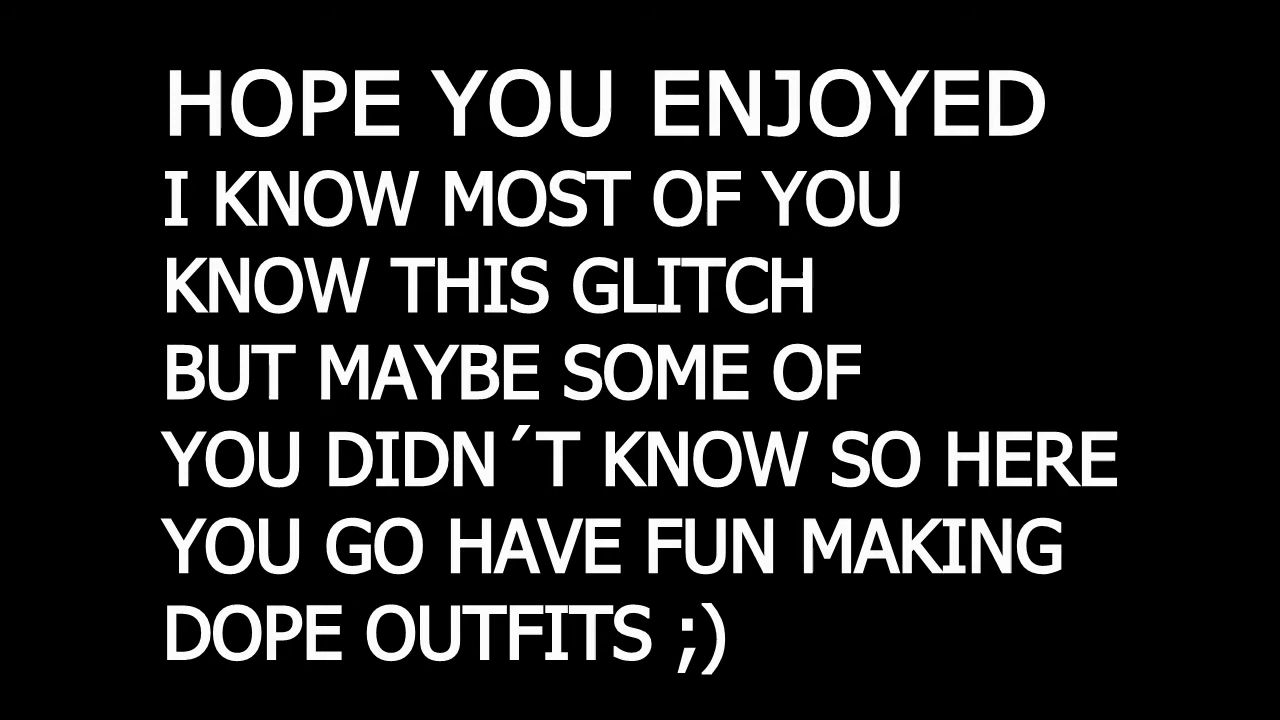 HOPE YOU ENJOYED
I KNOW MOST OF YOU
KNOW THIS GLITCH
BUT MAYBE SOME OF
YOU DIDN´T KNOW SO HERE
YOU GO HAVE FUN MAKING
DOPE OUTFITS ;)